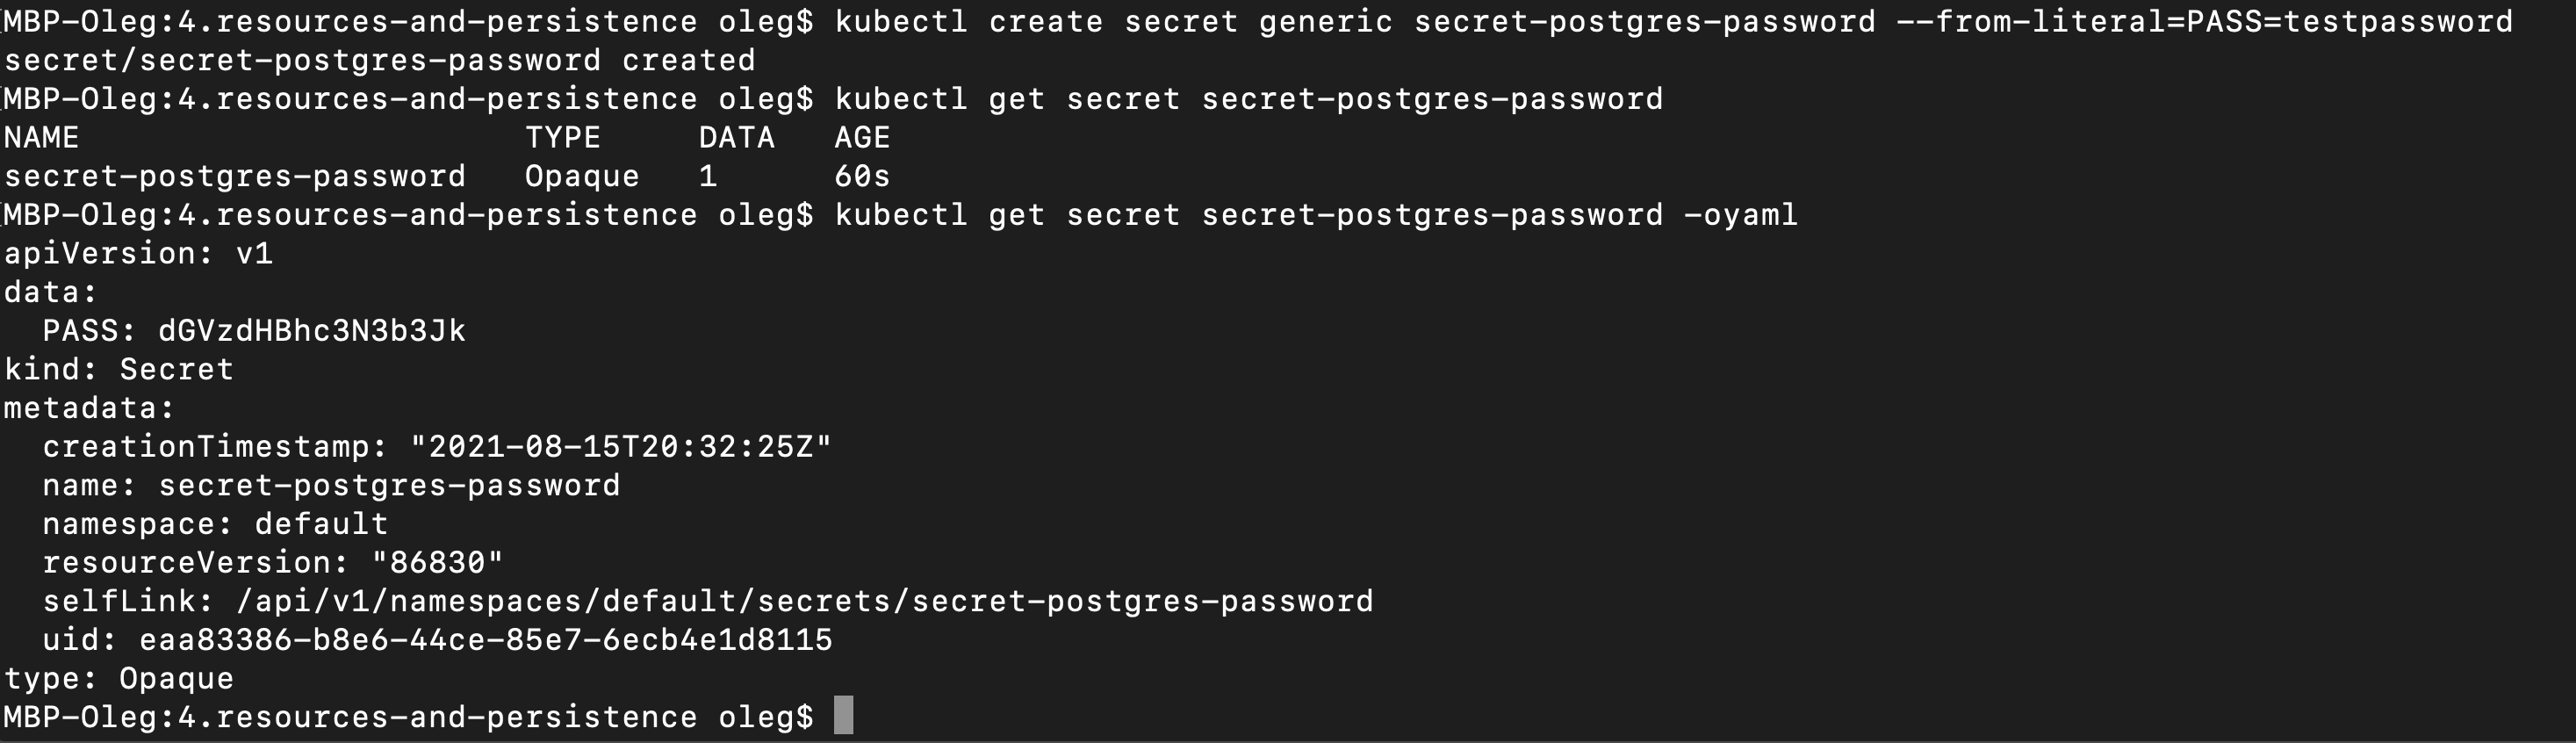 MBP-Oleg:4.resources-and-persistence oleg$ kubectl create secret generic secret-postgres-password --from-literal=PASS=testpassword
secret/secret-postgres-password created
MBP-Oleg:4.resources-and-persistence oleg$ kubectl get secret secret-postgres-password
NAME                       TYPE     DATA   AGE
secret-postgres-password   Opaque   1      60s
MBP-Oleg:4.resources-and-persistence oleg$ kubectl get secret secret-postgres-password -oyaml
apiVersion: v1
data:
  PASS: dGVzdHBhc3N3b3Jk
kind: Secret
metadata:
  creationTimestamp: "2021-08-15T20:32:25Z"
  name: secret-postgres-password
  namespace: default
  resourceVersion: "86830"
  selfLink: /api/v1/namespaces/default/secrets/secret-postgres-password
  uid: eaa83386-b8e6-44ce-85e7-6ecb4e1d8115
type: Opaque
MBP-Oleg:4.resources-and-persistence oleg$